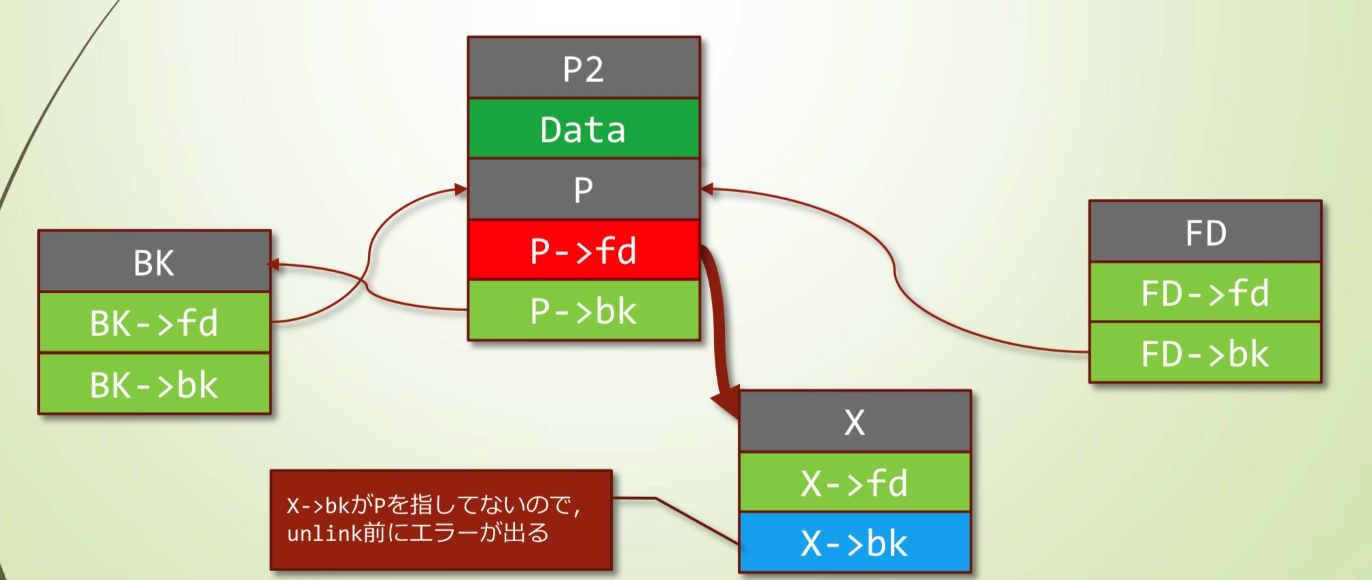 P2
Data
P
P->fd
P->bk
BK
BK->fd
BK->bk
FD
FD->fd
FD->bk
X
X->fd
X->bk
X->bkがPを指してないので,
unlink前にエラーが出る